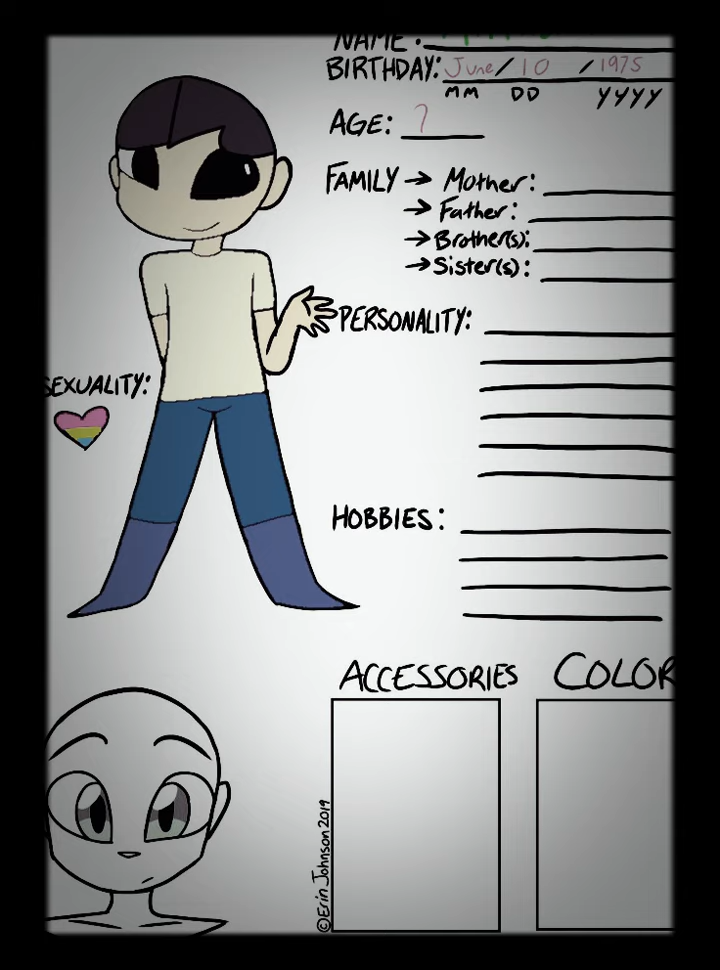 NAME:
BIRTHDAY: June / 10 / 1975
MM DD YYYY
AGE: ?
FAMILY → Mother:
→ Father:
→ Brother(s):
→ Sister(s):
PERSONALITY:
SEXUALITY:
HOBBIES:
ACCESSORIES COLOR
©Erin Johnson 2019